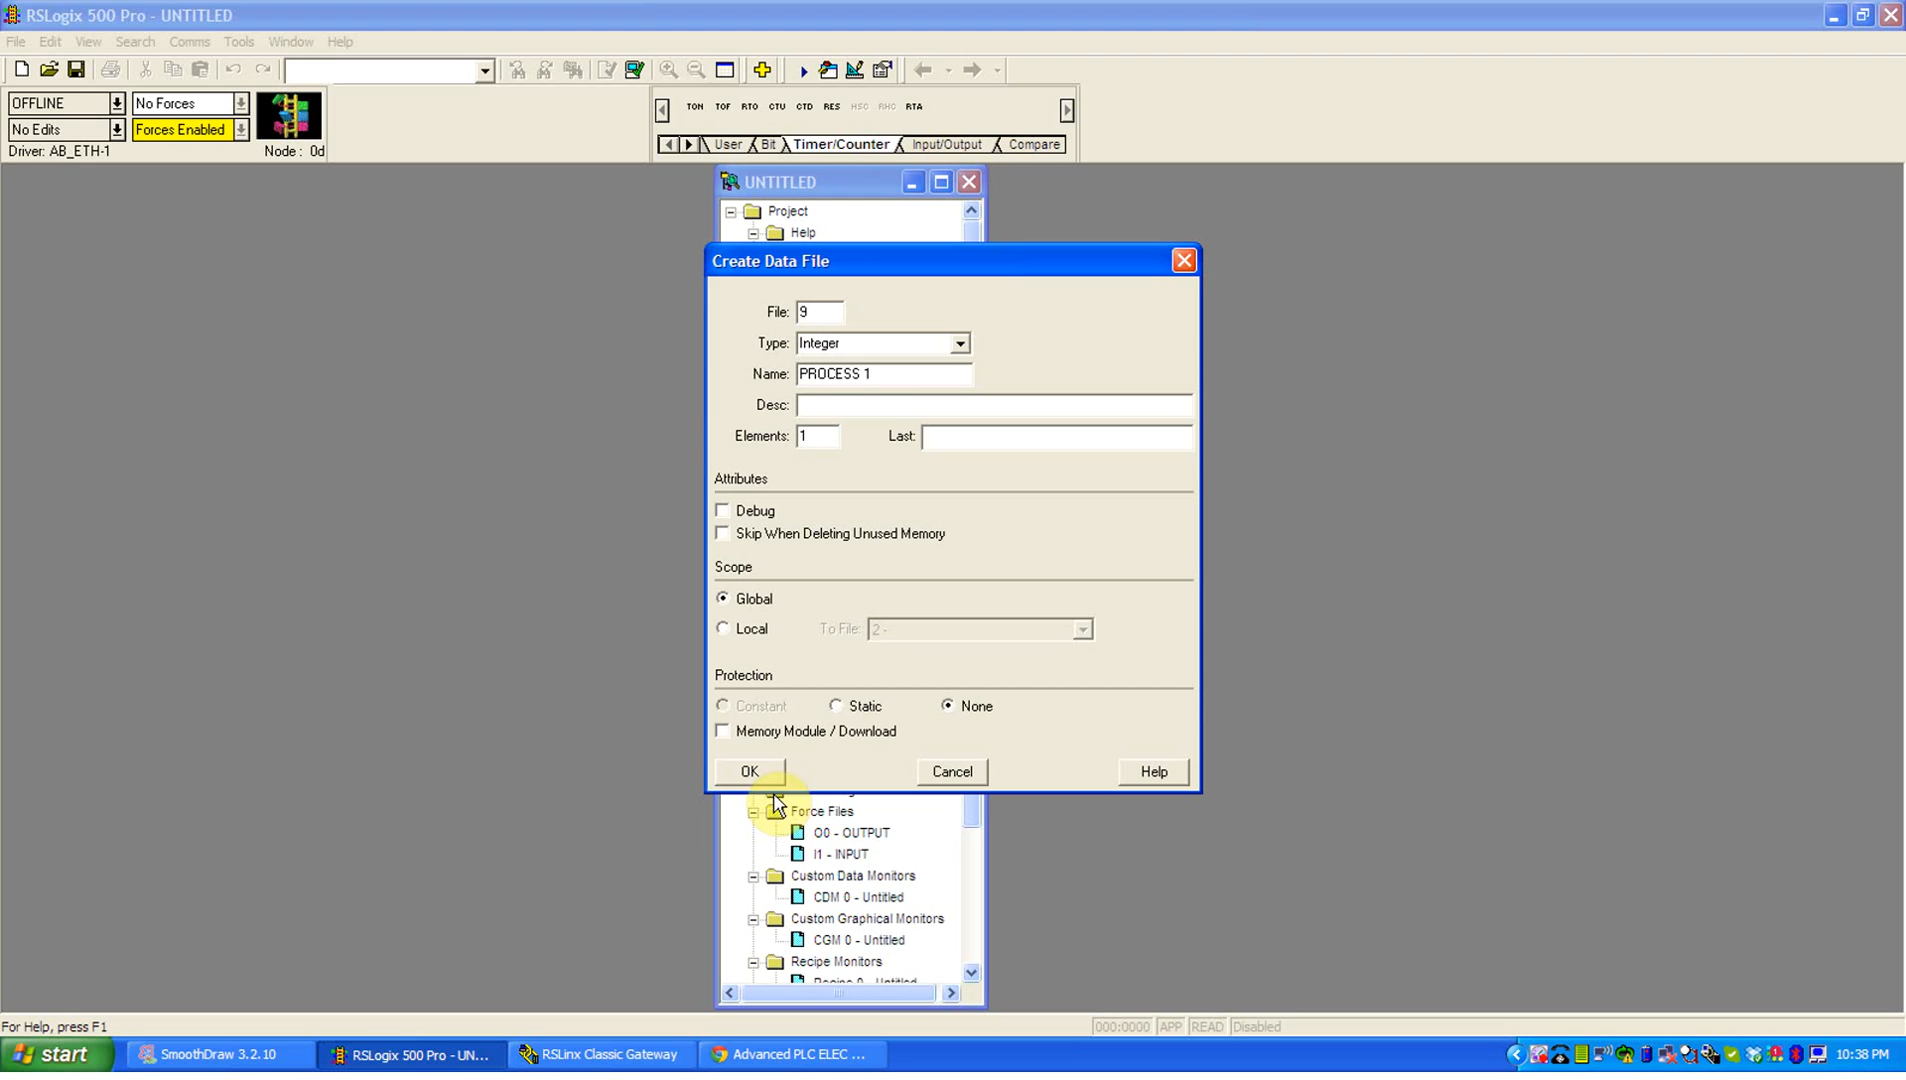 RSLogix 500 Pro - UNTITLED
File Edit View Search Comms Tools Window Help
OFFLINE No Forces
No Edits Forces Enabled
Driver: AB_ETH-1 Node : 0d
TON TOF RTO CTU CTD RES HSC RHC RTA
User Bit Timer/Counter Input/Output Compare
UNTITLED
Project
Help
Create Data File
File: 9
Type: Integer
Name: PROCESS 1
Desc:
Elements: 1 Last:
Attributes
Debug
Skip When Deleting Unused Memory
Scope
Global
Local To File: 2 -
Protection
Constant Static None
Memory Module / Download
OK Cancel Help
Force Files
O0 - OUTPUT
I1 - INPUT
Custom Data Monitors
CDM 0 - Untitled
Custom Graphical Monitors
CGM 0 - Untitled
Recipe Monitors
Recipe 0 - Untitled
For Help, press F1 000:0000 APP READ Disabled
start SmoothDraw 3.2.10 RSLogix 500 Pro - UN... RSLinx Classic Gateway Advanced PLC ELEC ... 10:38 PM